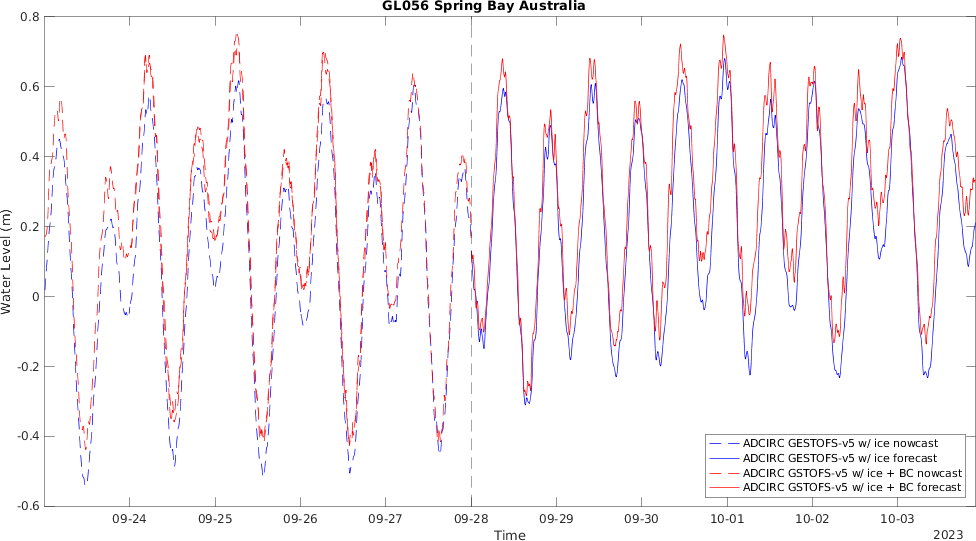 GL056 Spring Bay Australia
Water Level (m)
0.8
0.6
0.4
0.2
0
-0.2
-0.4
-0.6
09-24
09-25
09-26
09-27
09-28
09-29
09-30
10-01
10-02
10-03
Time
2023
ADCIRC GESTOFS-v5 w/ ice nowcast
ADCIRC GESTOFS-v5 w/ ice forecast
ADCIRC GSTOFS-v5 w/ ice + BC nowcast
ADCIRC GSTOFS-v5 w/ ice + BC forecast